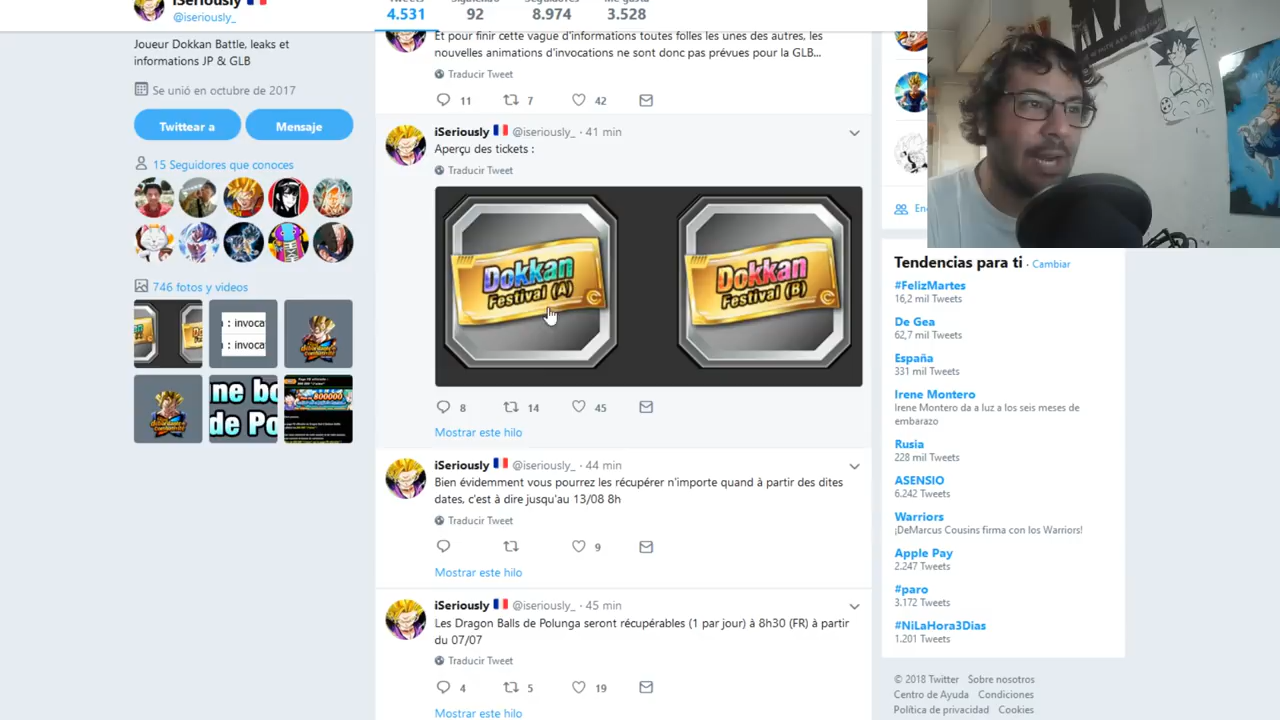 iSeriously
@iseriously_
Tweets Siguiendo Seguidores Me gusta
4.531 92 8.974 3.528
Joueur Dokkan Battle, leaks et
informations JP & GLB
Se unió en octubre de 2017
Twittear a Mensaje
15 Seguidores que conoces
746 fotos y videos
: invoca
: invoca
ne bo
de Po
800000
Et pour finir cette vague d'informations toutes folles les unes des autres, les
nouvelles animations d'invocations ne sont donc pas prévues pour la GLB...
Traducir Tweet
11 7 42
iSeriously @iseriously_ · 41 min
Aperçu des tickets :
Traducir Tweet
Dokkan
Festival (A)
Dokkan
Festival (B)
8 14 45
Mostrar este hilo
iSeriously @iseriously_ · 44 min
Bien évidemment vous pourrez les récupérer n'importe quand à partir des dites
dates, c'est à dire jusqu'au 13/08 8h
Traducir Tweet
9
Mostrar este hilo
iSeriously @iseriously_ · 45 min
Les Dragon Balls de Polunga seront récupérables (1 par jour) à 8h30 (FR) à partir
du 07/07
Traducir Tweet
4 5 19
Mostrar este hilo
En
Tendencias para ti · Cambiar
#FelizMartes
16,2 mil Tweets
De Gea
62,7 mil Tweets
España
331 mil Tweets
Irene Montero
Irene Montero da a luz a los seis meses de
embarazo
Rusia
228 mil Tweets
ASENSIO
6.242 Tweets
Warriors
¡DeMarcus Cousins firma con los Warriors!
Apple Pay
2.247 Tweets
#paro
3.172 Tweets
#NiLaHora3Dias
1.201 Tweets
© 2018 Twitter Sobre nosotros
Centro de Ayuda Condiciones
Política de privacidad Cookies